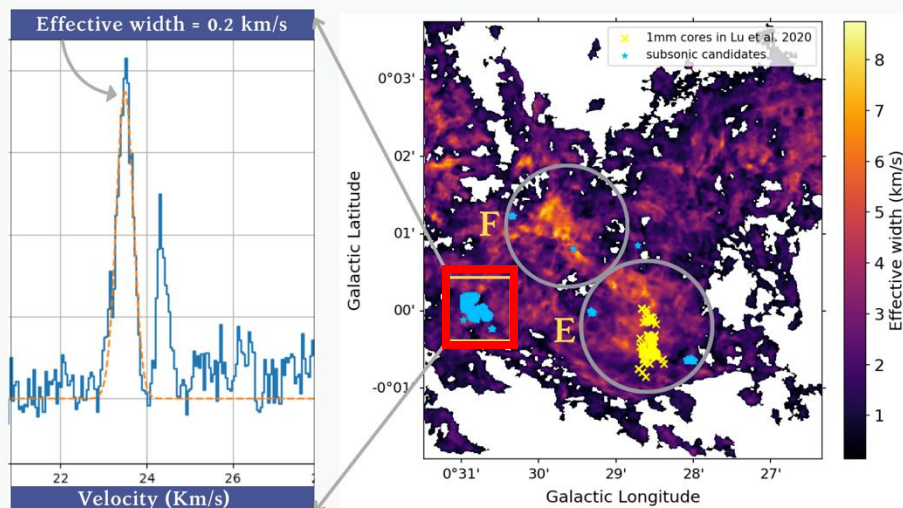 Effective width = 0.2 km/s
22
24
26
2
Velocity (Km/s)
1mm cores in Lu et al. 2020
subsonic candidates
0°03'
02'
01'
00'
-0°01'
Galactic Latitude
F
E
0°31'
30'
29'
28'
27'
Galactic Longitude
8
7
6
5
4
3
2
1
Effective width (km/s)